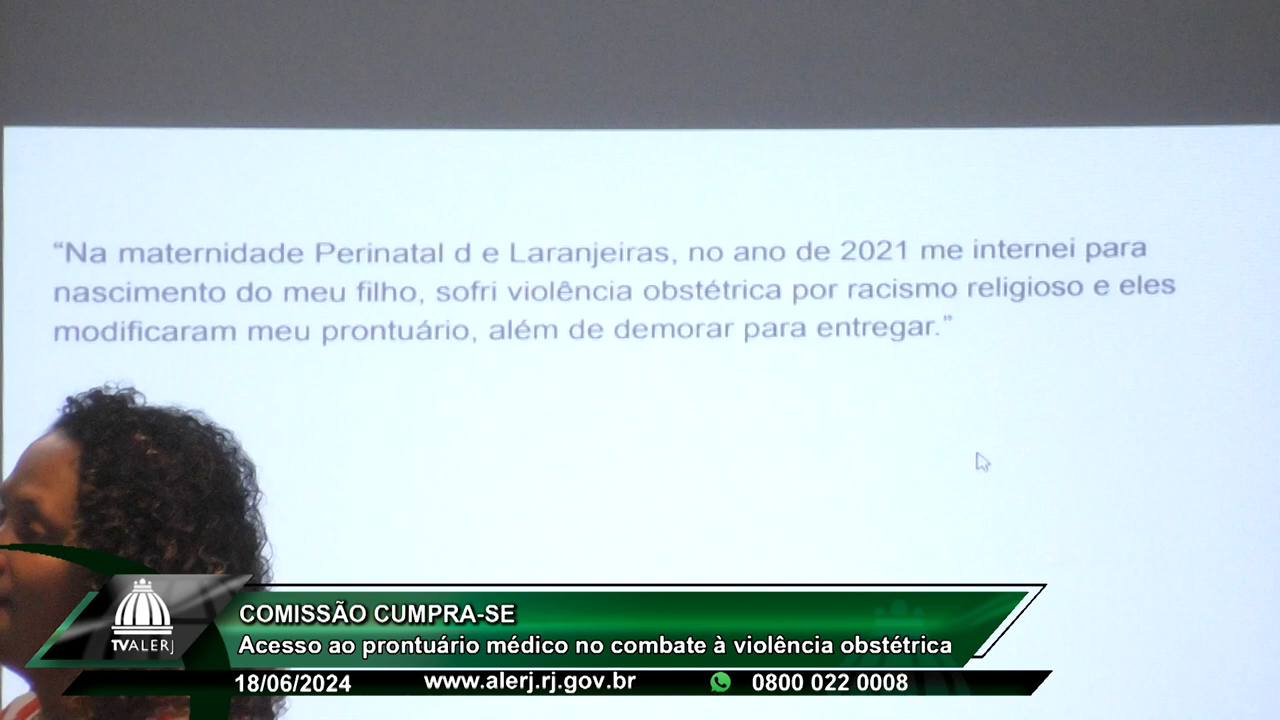 “Na maternidade Perinatal d e Laranjeiras, no ano de 2021 me internei para
nascimento do meu filho, sofri violência obstétrica por racismo religioso e eles
modificaram meu prontuário, além de demorar para entregar.”
COMISSÃO CUMPRA-SE
TVALERJ
Acesso ao prontuário médico no combate à violência obstétrica
18/06/2024 www.alerj.rj.gov.br 0800 022 0008